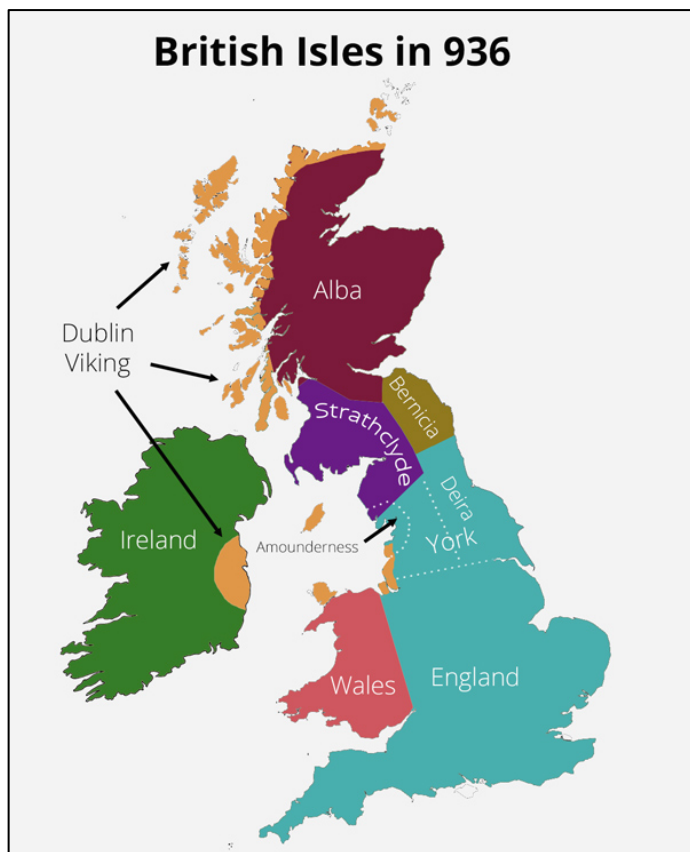 British Isles in 936
Alba
Dublin
Viking
Bernicia
Strathclyde
Deira
Ireland
York
Amounderness
Wales
England